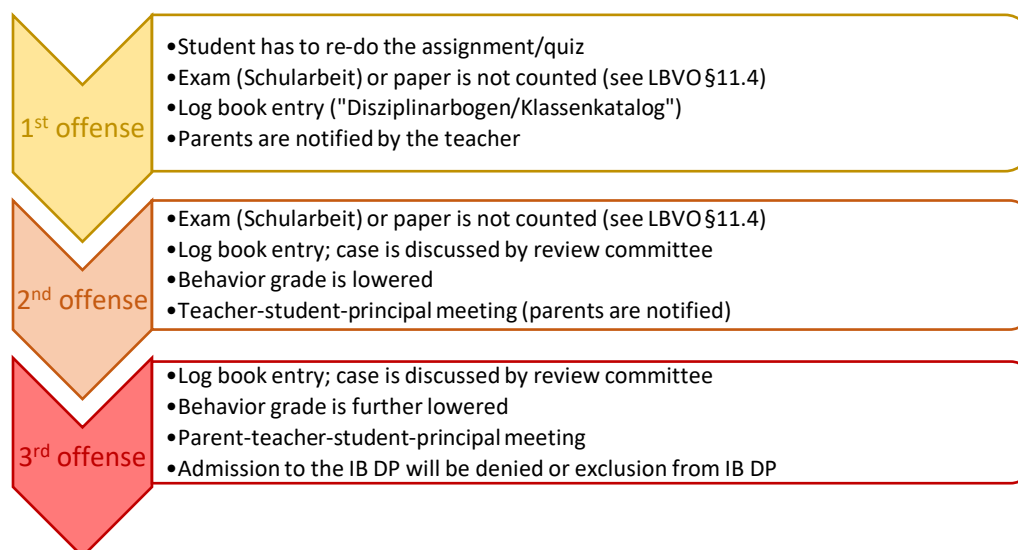 1st offense
•Student has to re-do the assignment/quiz
•Exam (Schularbeit) or paper is not counted (see LBVO §11.4)
•Log book entry ("Disziplinarbogen/Klassenkatalog")
•Parents are notified by the teacher
2nd offense
•Exam (Schularbeit) or paper is not counted (see LBVO §11.4)
•Log book entry; case is discussed by review committee
•Behavior grade is lowered
•Teacher-student-principal meeting (parents are notified)
3rd offense
•Log book entry; case is discussed by review committee
•Behavior grade is further lowered
•Parent-teacher-student-principal meeting
•Admission to the IB DP will be denied or exclusion from IB DP